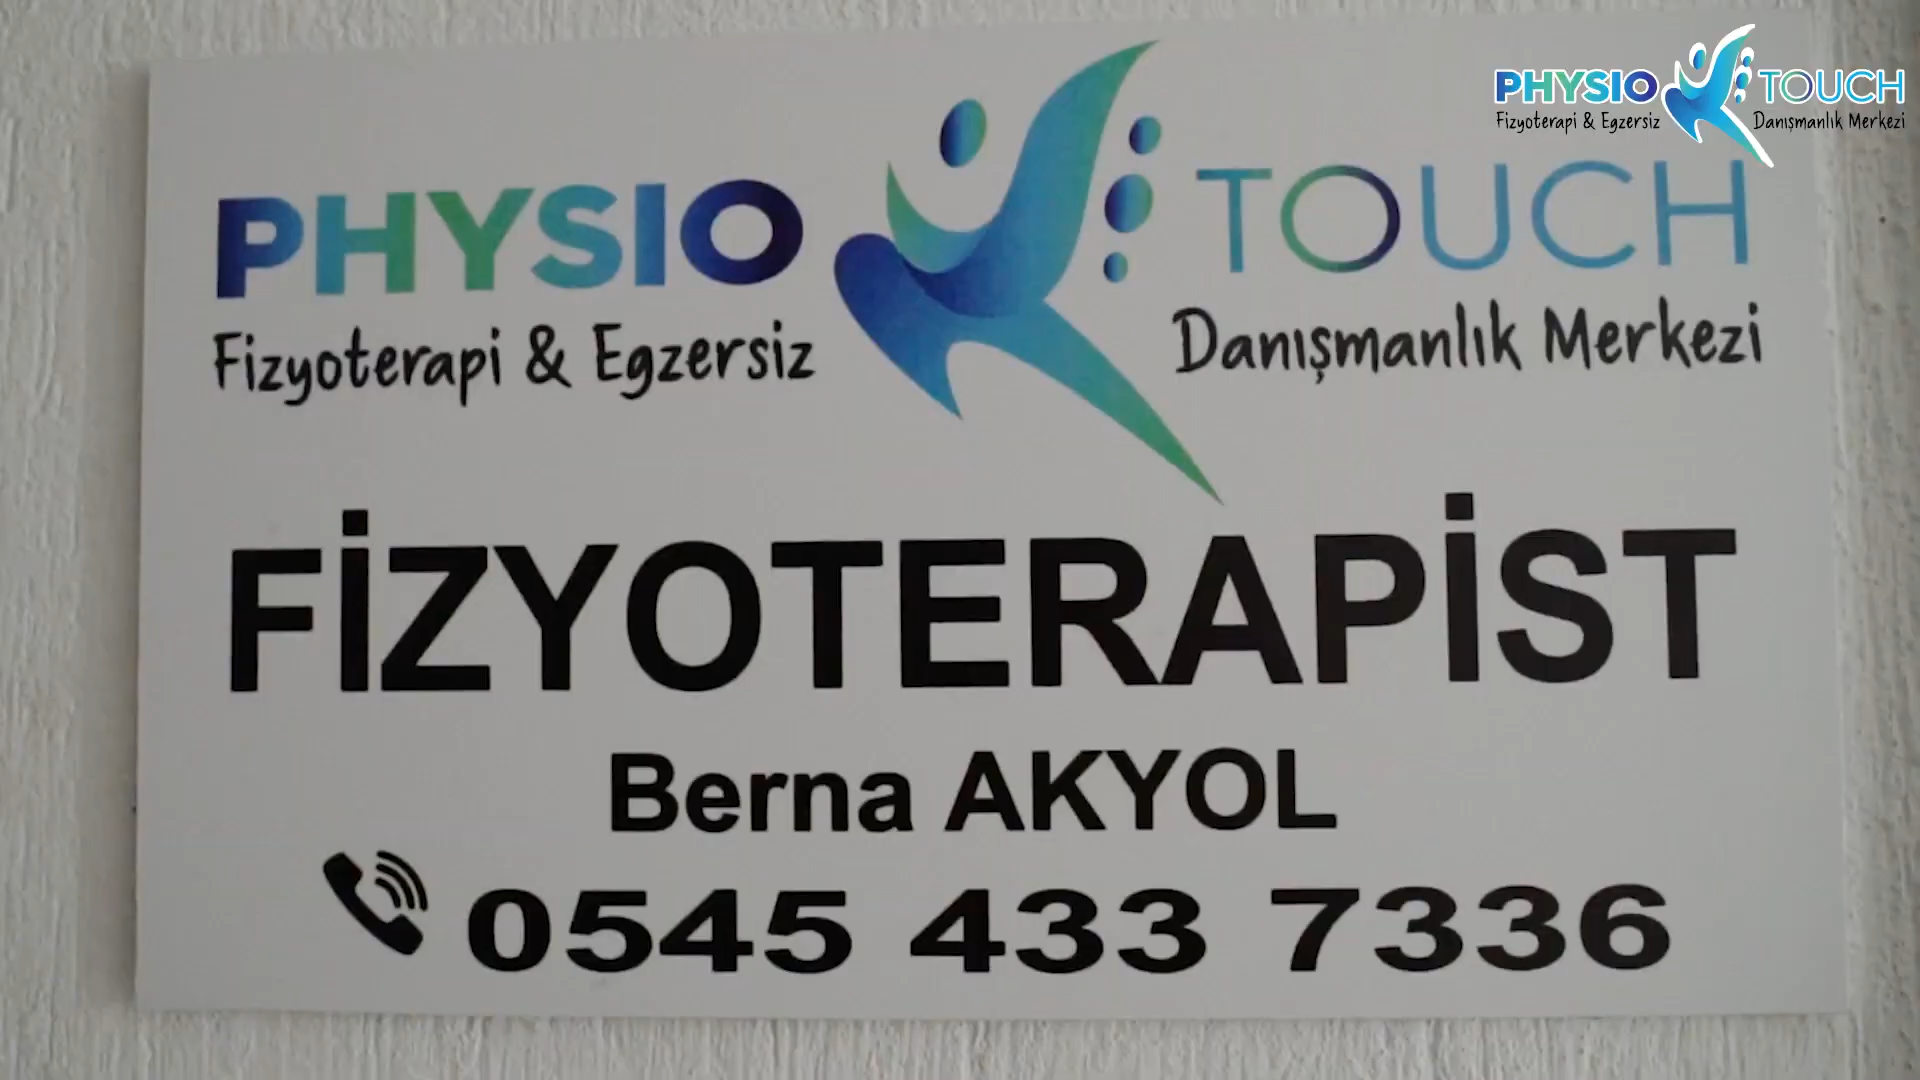 PHYSIO TOUCH
Fizyoterapi & Egzersiz Danışmanlık Merkezi
PHYSIO TOUCH
Fizyoterapi & Egzersiz Danışmanlık Merkezi
FİZYOTERAPİST
Berna AKYOL
0545 433 7336